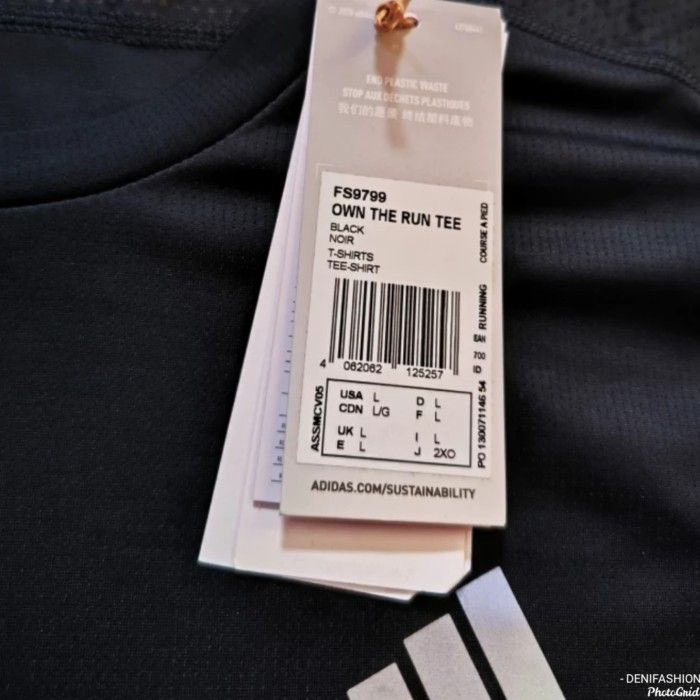 END PLASTIC WASTE
STOP AUX DÉCHETS PLASTIQUES
我们的愿景 终结塑料废物
FS9799
OWN THE RUN TEE
BLACK
NOIR
T-SHIRTS
TEE-SHIRT
RUNNING COURSE A PIED
EAN 700 ID
4 062062 125257
ASSMCV05
USA L D L
CDN L/G F L
UK L I L
E L J 2XO
PO 130071146 54
ADIDAS.COM/SUSTAINABILITY
- DENIFASHION
PhotoGrid